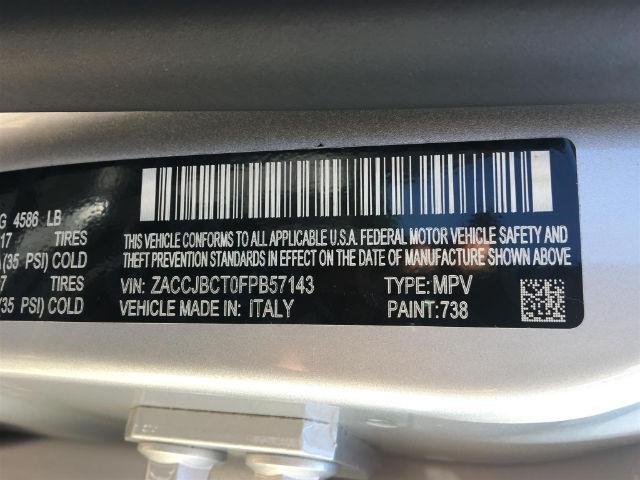 G 4586 LB
17 TIRES
(35 PSI) COLD
7 TIRES
(35 PSI) COLD
THIS VEHICLE CONFORMS TO ALL APPLICABLE U.S.A. FEDERAL MOTOR VEHICLE SAFETY AND
THEFT PREVENTION STANDARDS IN EFFECT ON THE DATE OF MANUFACTURE SHOWN ABOVE
VIN: ZACCJBCT0FPB57143 TYPE: MPV
VEHICLE MADE IN: ITALY PAINT:738